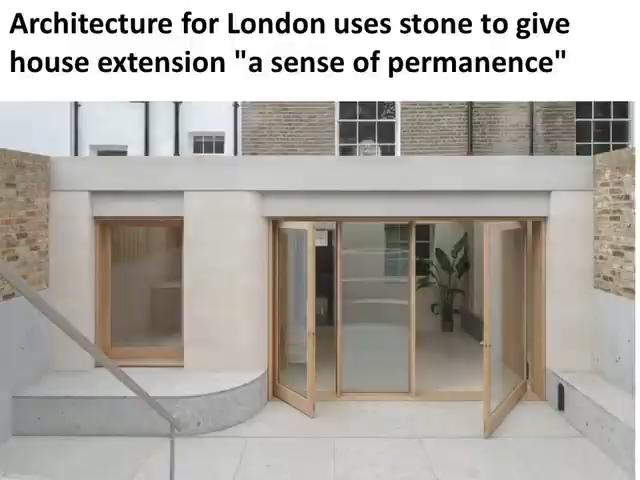 Architecture for London uses stone to give
house extension "a sense of permanence"